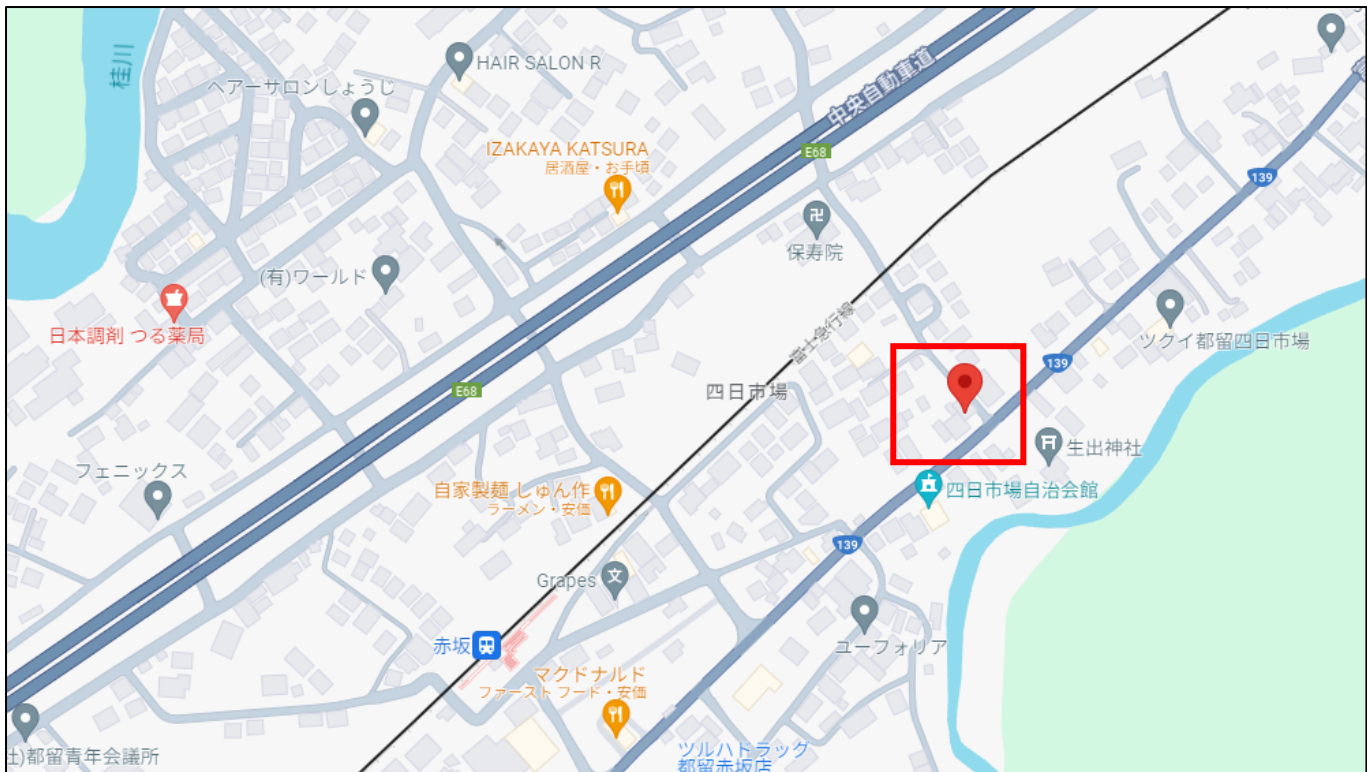 桂川
HAIR SALON R
ヘアーサロンしょうじ
中央自動車道
IZAKAYA KATSURA
居酒屋・お手頃
E68
139
保寿院
(有)ワールド
日本調剤 つる薬局
富士急行線
ツクイ都留四日市場
139
E68
四日市場
生出神社
フェニックス
自家製麺 しゅん作
ラーメン・安価
四日市場自治会館
139
Grapes
ユーフォリア
赤坂
マクドナルド
ファースト フード・安価
ツルハドラッグ
都留赤坂店
社)都留青年会議所